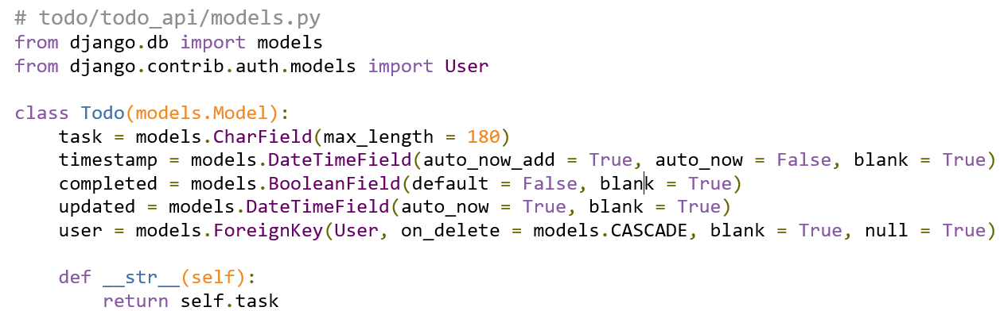 # todo/todo_api/models.py
from django.db import models
from django.contrib.auth.models import User

class Todo(models.Model):
    task = models.CharField(max_length = 180)
    timestamp = models.DateTimeField(auto_now_add = True, auto_now = False, blank = True)
    completed = models.BooleanField(default = False, blank = True)
    updated = models.DateTimeField(auto_now = True, blank = True)
    user = models.ForeignKey(User, on_delete = models.CASCADE, blank = True, null = True)

    def __str__(self):
        return self.task